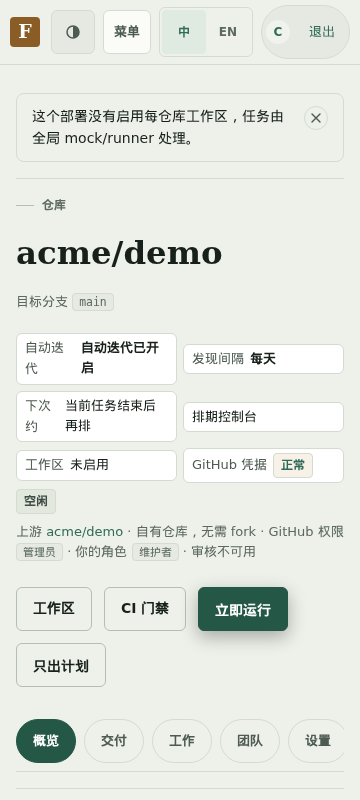 F 菜单 中 EN C 退出
这个部署没有启用每仓库工作区，任务由
全局 mock/runner 处理。
仓库
acme/demo
目标分支 main
自动迭代 自动迭代已开启
发现间隔 每天
下次约 当前任务结束后再排
排期控制台
工作区 未启用
GitHub 凭据 正常
空闲
上游 acme/demo · 自有仓库，无需 fork · GitHub 权限
管理员 · 你的角色 维护者 · 审核不可用
工作区 CI 门禁 立即运行
只出计划
概览 交付 工作 团队 设置